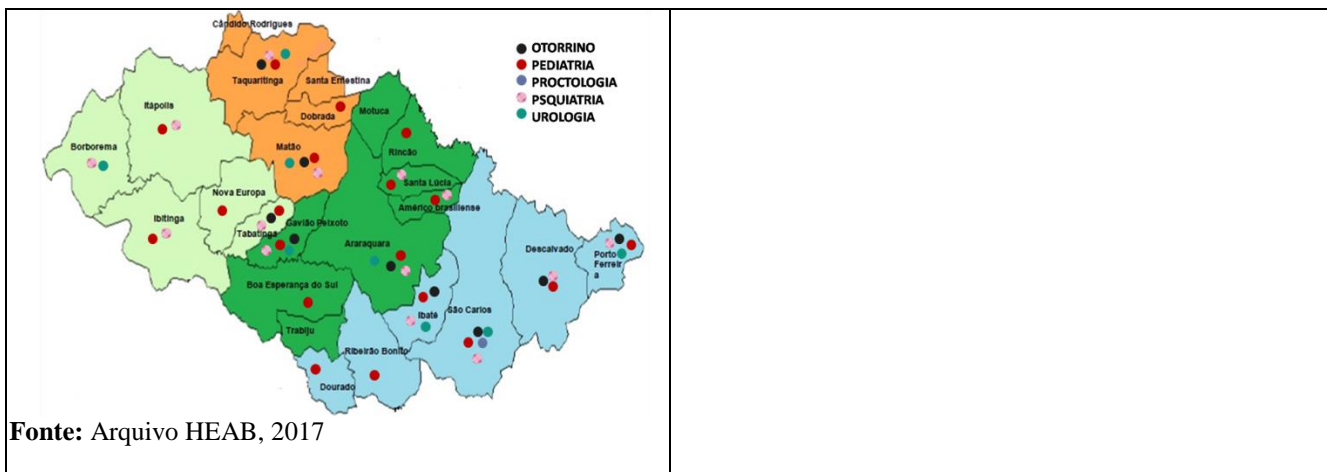 Cândido Rodrigues
OTORRINO
PEDIATRIA
PROCTOLOGIA
PSQUIATRIA
UROLOGIA
Taquaritinga
Santa Ernestina
Itápolis
Dobrada
Motuca
Borborema
Matão
Rincão
Nova Europa
Santa Lúcia
Américo brasiliense
Ibitinga
Tabatinga
Gavião Peixoto
Araraquara
Descalvado
Porto
Ferreir
a
Boa Esperança do Sul
Ibaté
São Carlos
Trabiju
Ribeirão Bonito
Dourado
Fonte: Arquivo HEAB, 2017